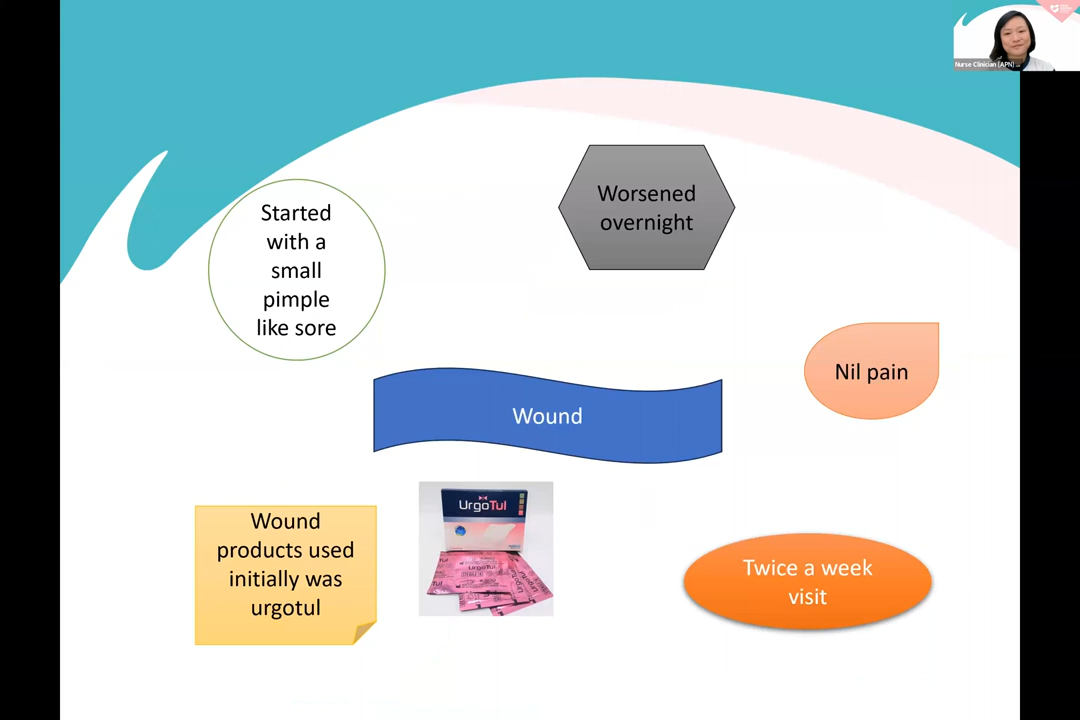 Nurse Clinician (APN) ...
Worsened
overnight
Started
with a
small
pimple
like sore
Nil pain
Wound
UrgoTul
Wound
products used
initially was
urgotul
UrgoTul
Twice a week
visit